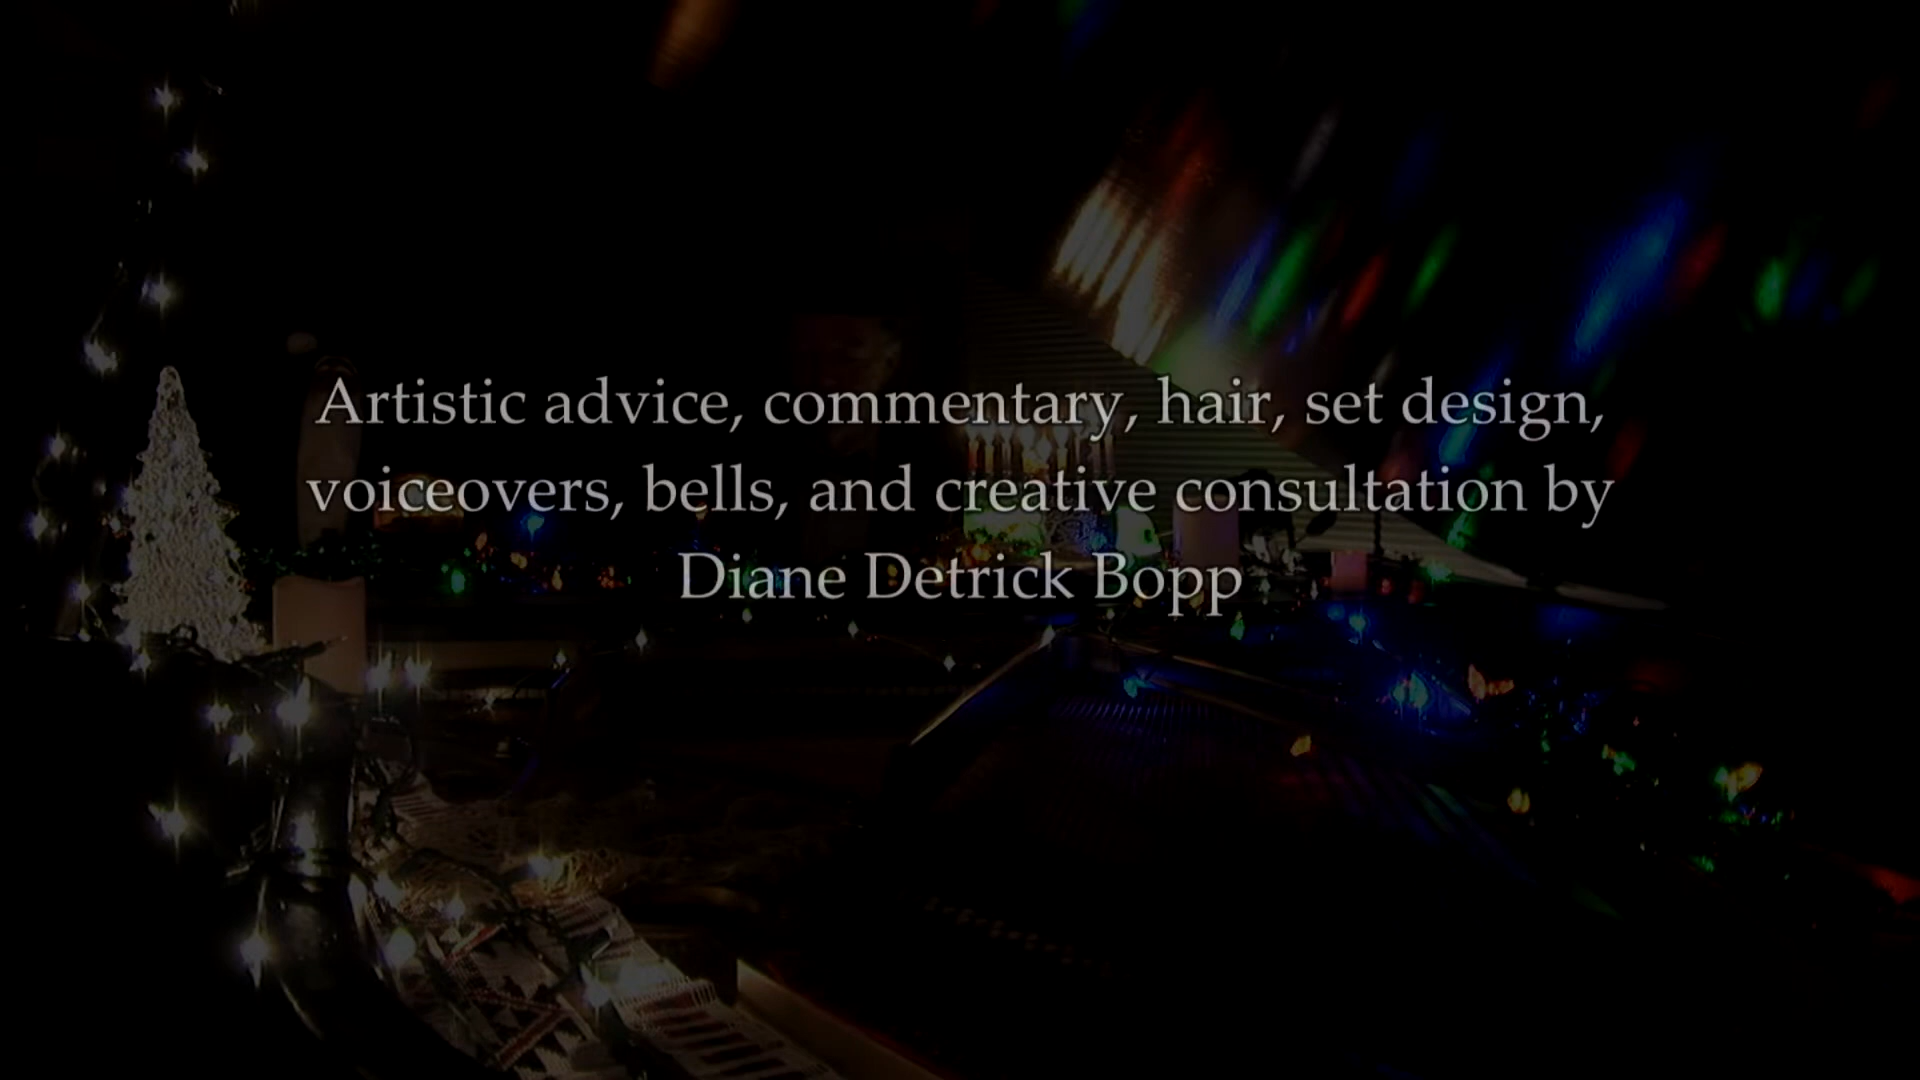 Artistic advice, commentary, hair, set design,
voiceovers, bells, and creative consultation by
Diane Detrick Bopp